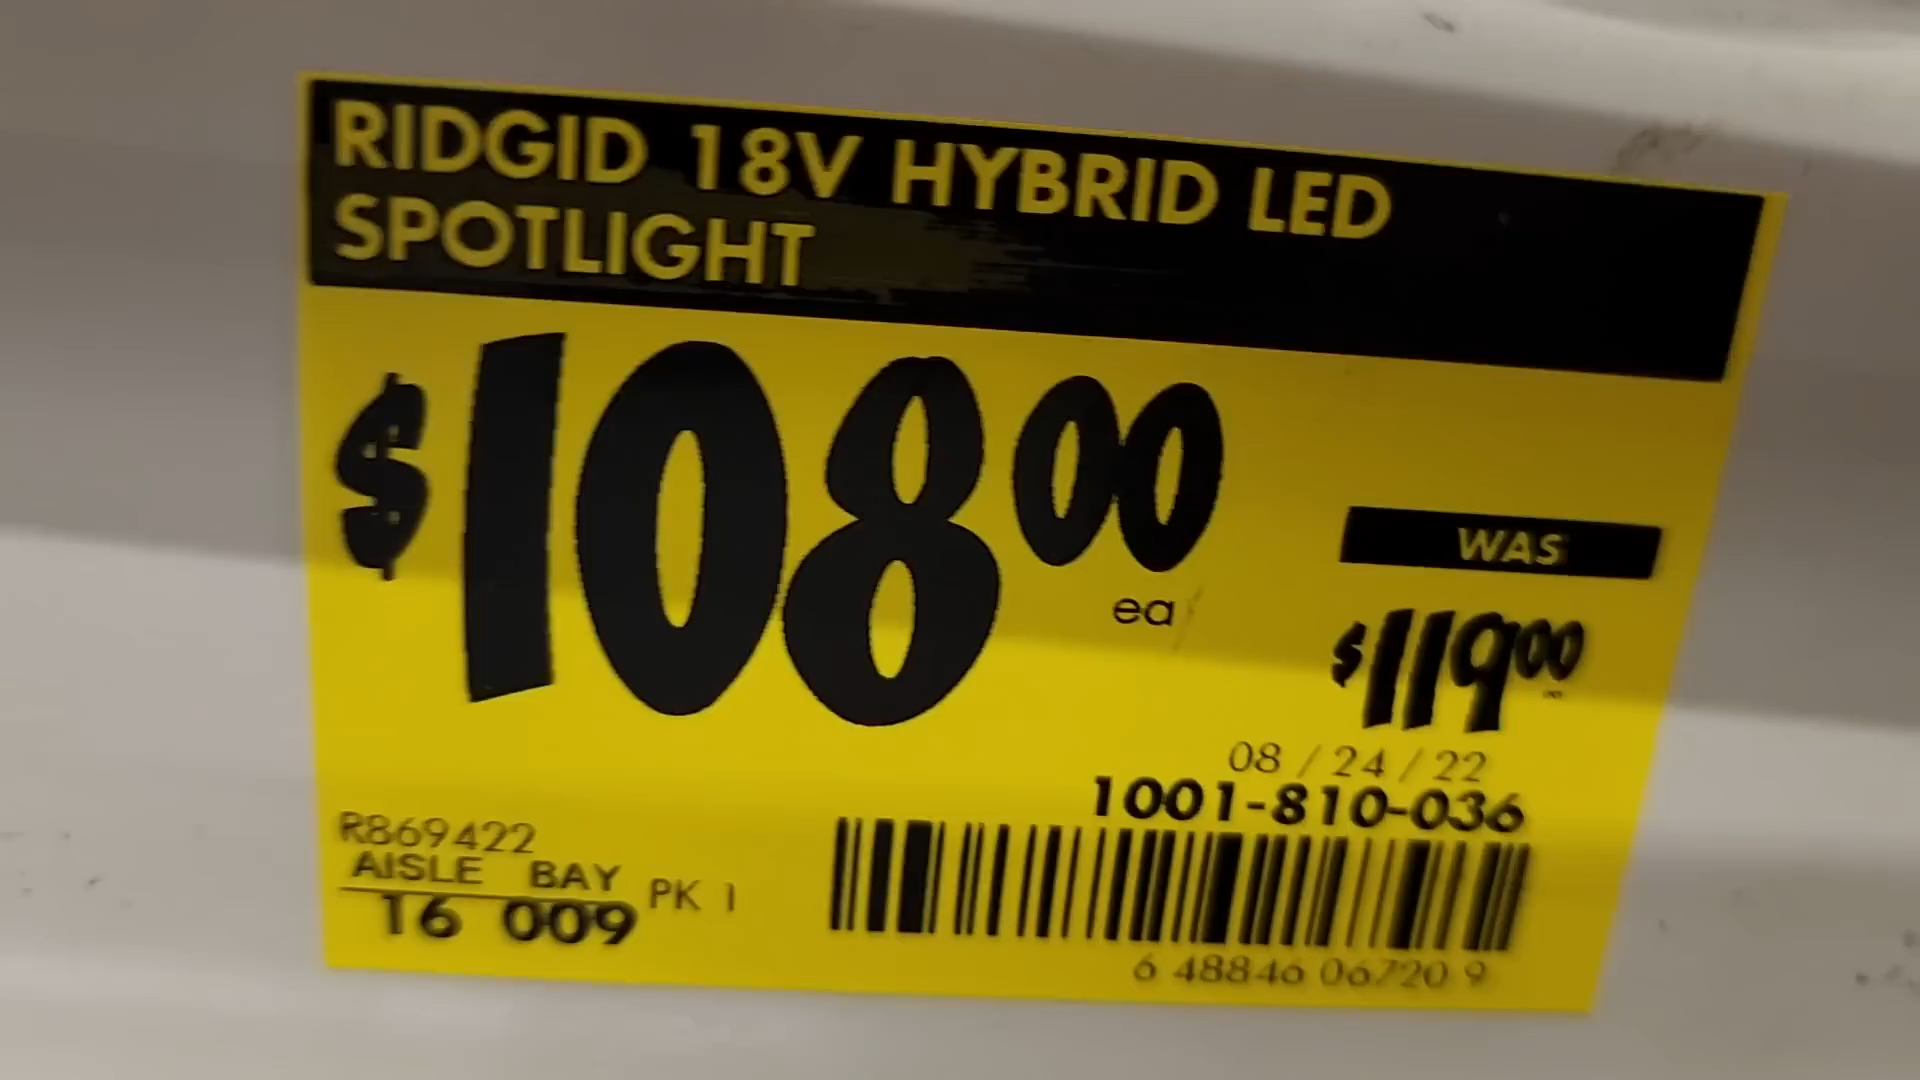 RIDGID 18V HYBRID LED
SPOTLIGHT
$108 00
ea
WAS
$119 00
08 / 24 / 22
1001-810-036
R869422
AISLE BAY
16 009
PK 1
6 48846 06720 9